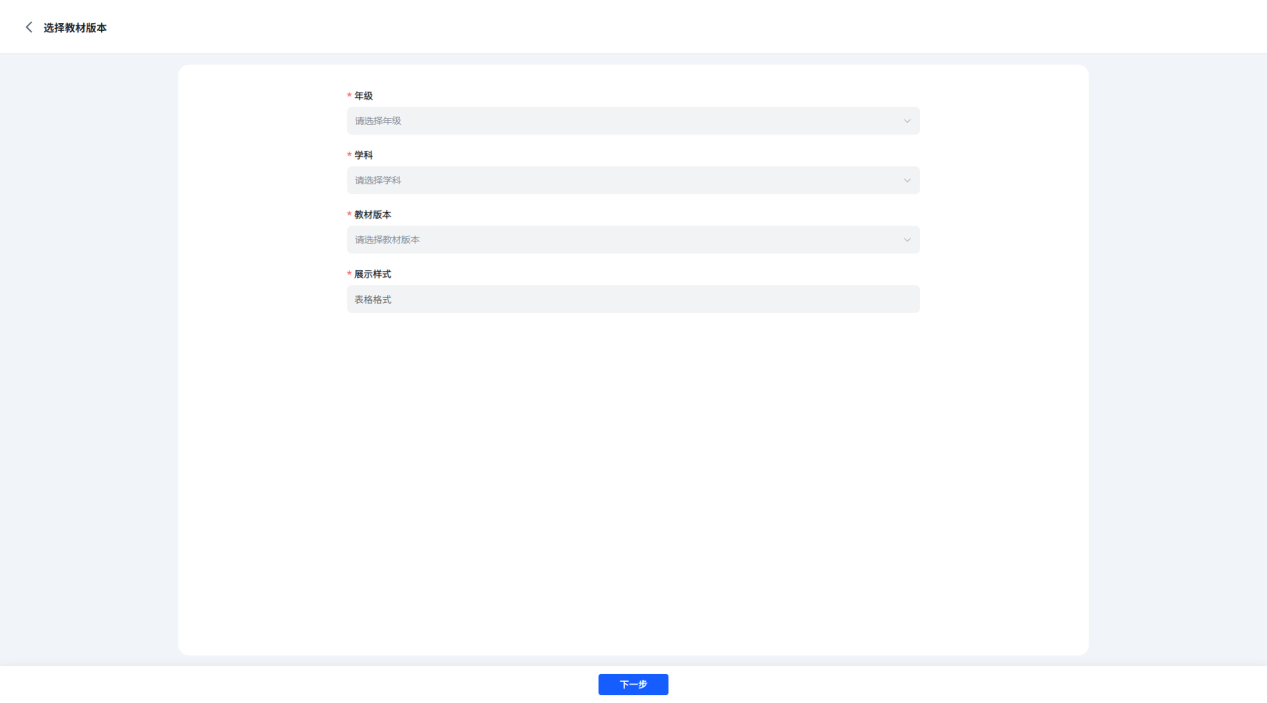 选择教材版本
* 年级
请选择年级
* 学科
请选择学科
* 教材版本
请选择教材版本
* 展示样式
表格格式
下一步